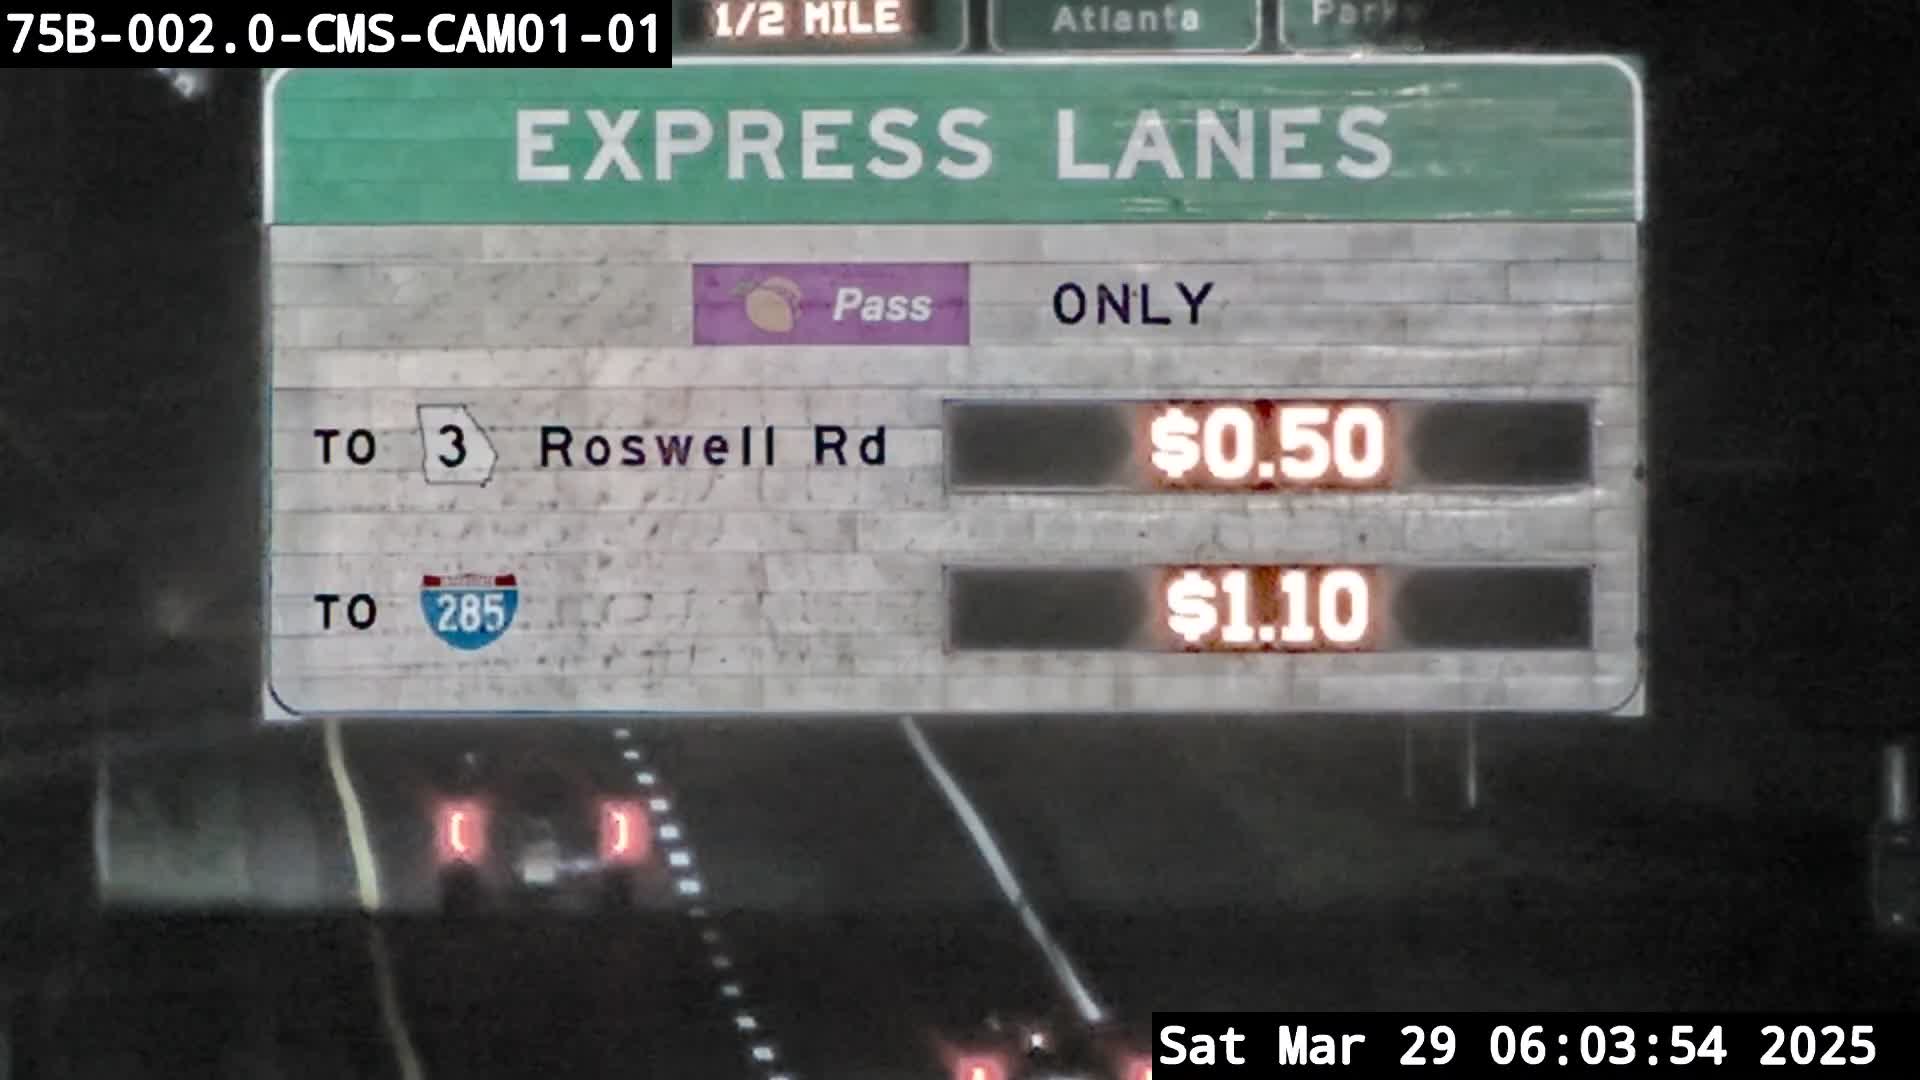 75B-002.0-CMS-CAM01-01
1/2 MILE
Atlanta
EXPRESS LANES
Pass ONLY
TO 3 Roswell Rd $0.50
TO 285 $1.10
Sat Mar 29 06:03:54 2025